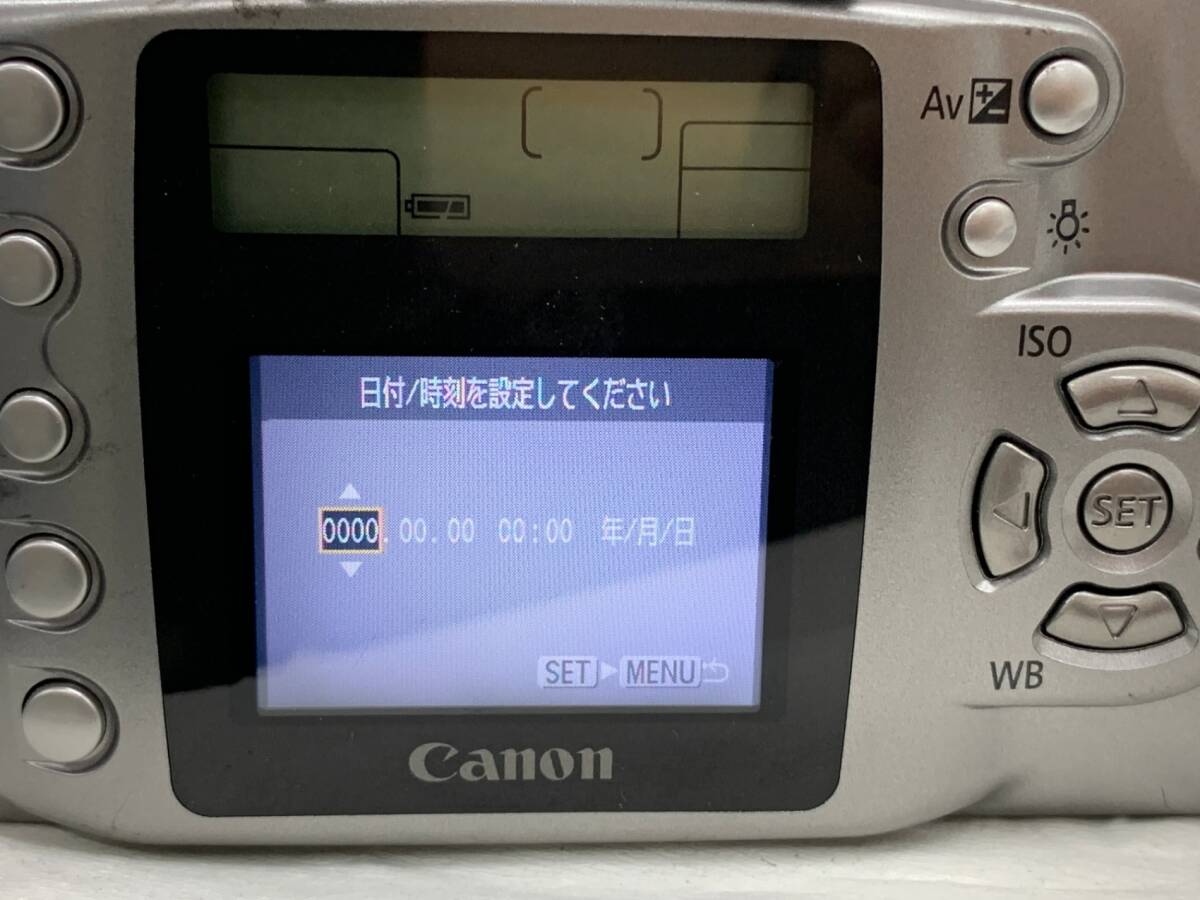 Av
日付/時刻を設定してください
ISO
0000.00.00 00:00 年/月/日
SET
SET MENU
WB
Canon